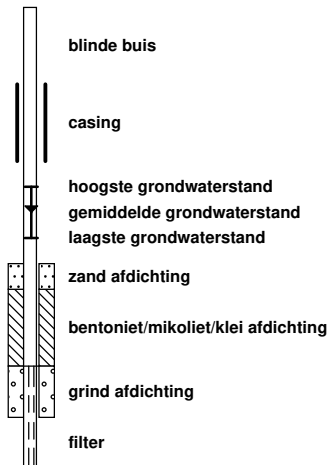 blinde buis
casing
hoogste grondwaterstand
gemiddelde grondwaterstand
laagste grondwaterstand
zand afdichting
bentoniet/mikoliet/klei afdichting
grind afdichting
filter